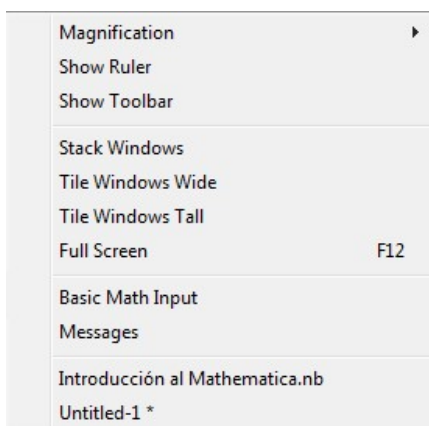 Magnification
Show Ruler
Show Toolbar
Stack Windows
Tile Windows Wide
Tile Windows Tall
Full Screen F12
Basic Math Input
Messages
Introducción al Mathematica.nb
Untitled-1 *